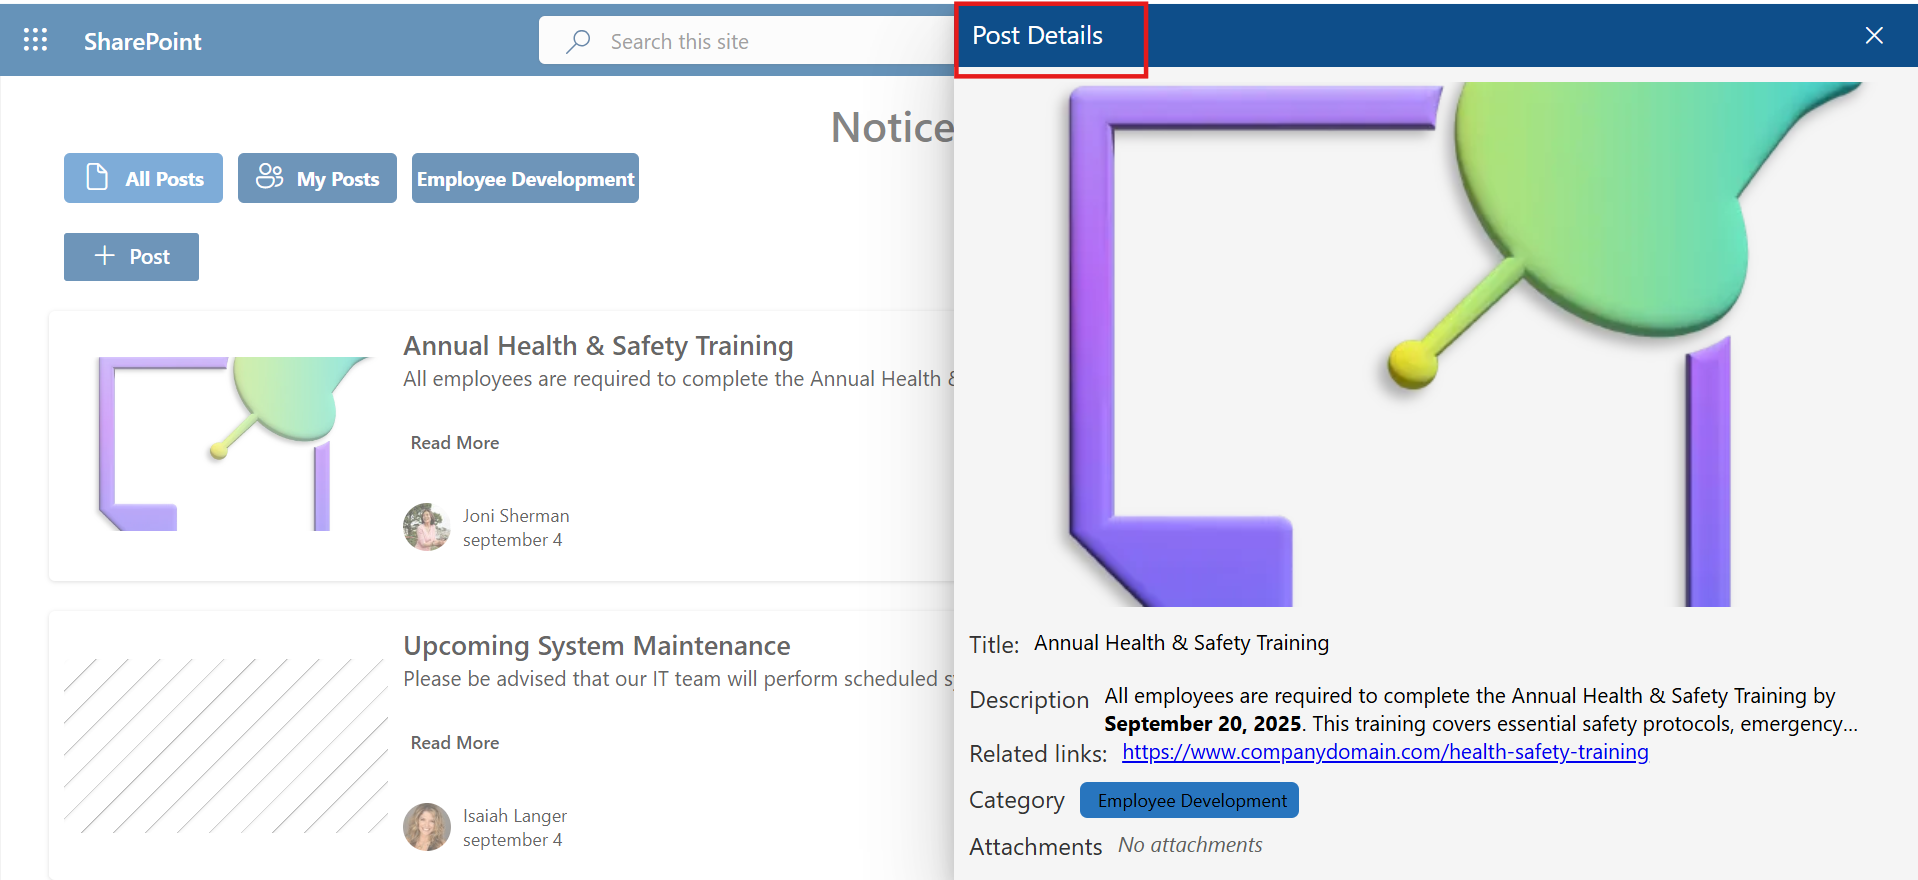 SharePoint
Search this site
Notice
All Posts
My Posts
Employee Development
Post
Annual Health & Safety Training
All employees are required to complete the Annual Health &
Read More
Joni Sherman
september 4
Upcoming System Maintenance
Please be advised that our IT team will perform scheduled
Read More
Isaiah Langer
september 4
Post Details
Title: Annual Health & Safety Training
Description All employees are required to complete the Annual Health & Safety Training by
September 20, 2025. This training covers essential safety protocols, emergency...
Related links: https://www.companydomain.com/health-safety-training
Category Employee Development
Attachments No attachments